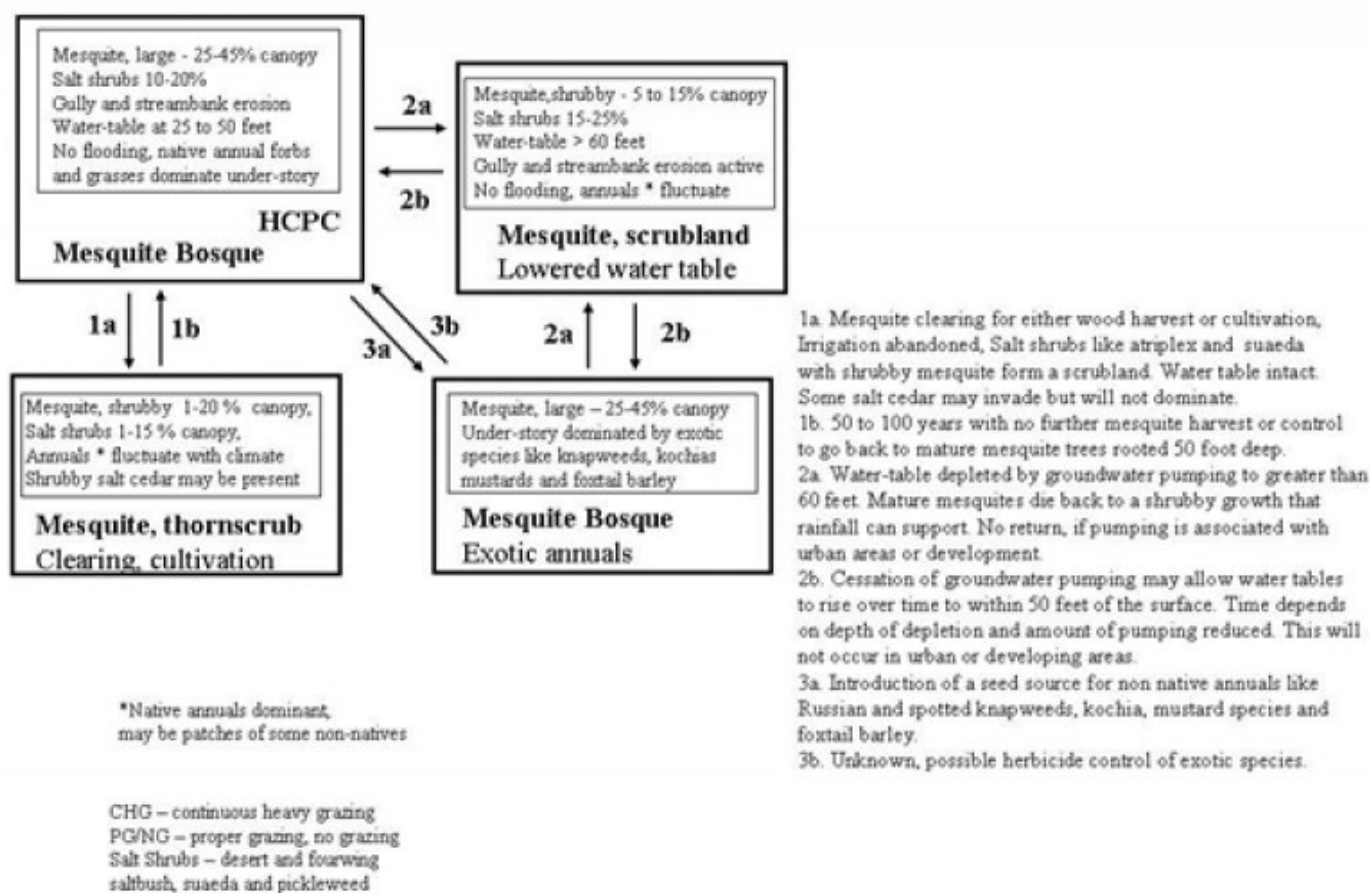 Mesquite, large - 25-45% canopy
Salt shrubs 10-20%
Gully and streambank erosion
Water-table at 25 to 50 feet
No flooding, native annual forbs
and grasses dominate under-story
HCPC
Mesquite Bosque
2a
2b
Mesquite,shrubby - 5 to 15% canopy
Salt shrubs 15-25%
Water-table > 60 feet
Gully and streambank erosion active
No flooding, annuals * fluctuate
Mesquite, scrubland
Lowered water table
1a
1b
3a
3b
2a
2b
Mesquite, shrubby 1-20 % canopy,
Salt shrubs 1-15 % canopy,
Annuals * fluctuate with climate
Shrubby salt cedar may be present
Mesquite, thornscrub
Clearing, cultivation
Mesquite, large – 25-45% canopy
Under-story dominated by exotic
species like knapweeds, kochias
mustards and foxtail barley
Mesquite Bosque
Exotic annuals
1a. Mesquite clearing for either wood harvest or cultivation,
Irrigation abandoned, Salt shrubs like atriplex and suaeda
with shrubby mesquite form a scrubland. Water table intact.
Some salt cedar may invade but will not dominate.
1b. 50 to 100 years with no further mesquite harvest or control
to go back to mature mesquite trees rooted 50 foot deep.
2a. Water-table depleted by groundwater pumping to greater than
60 feet. Mature mesquites die back to a shrubby growth that
rainfall can support. No return, if pumping is associated with
urban areas or development.
2b. Cessation of groundwater pumping may allow water tables
to rise over time to within 50 feet of the surface. Time depends
on depth of depletion and amount of pumping reduced. This will
not occur in urban or developing areas.
3a. Introduction of a seed source for non native annuals like
Russian and spotted knapweeds, kochia, mustard species and
foxtail barley.
3b. Unknown, possible herbicide control of exotic species.
*Native annuals dominant,
may be patches of some non-natives
CHG – continuous heavy grazing
PG/NG – proper grazing, no grazing
Salt Shrubs – desert and fourwing
saltbush, suaeda and pickleweed